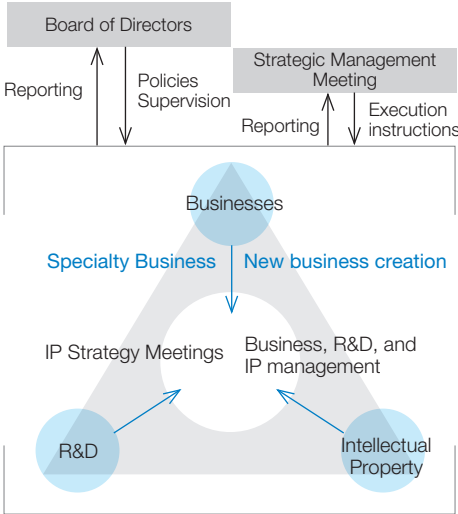 Board of Directors
Strategic Management
Meeting
Reporting
Policies
Supervision
Reporting
Execution
instructions
Businesses
Specialty Business
New business creation
IP Strategy Meetings
Business, R&D, and
IP management
R&D
Intellectual
Property